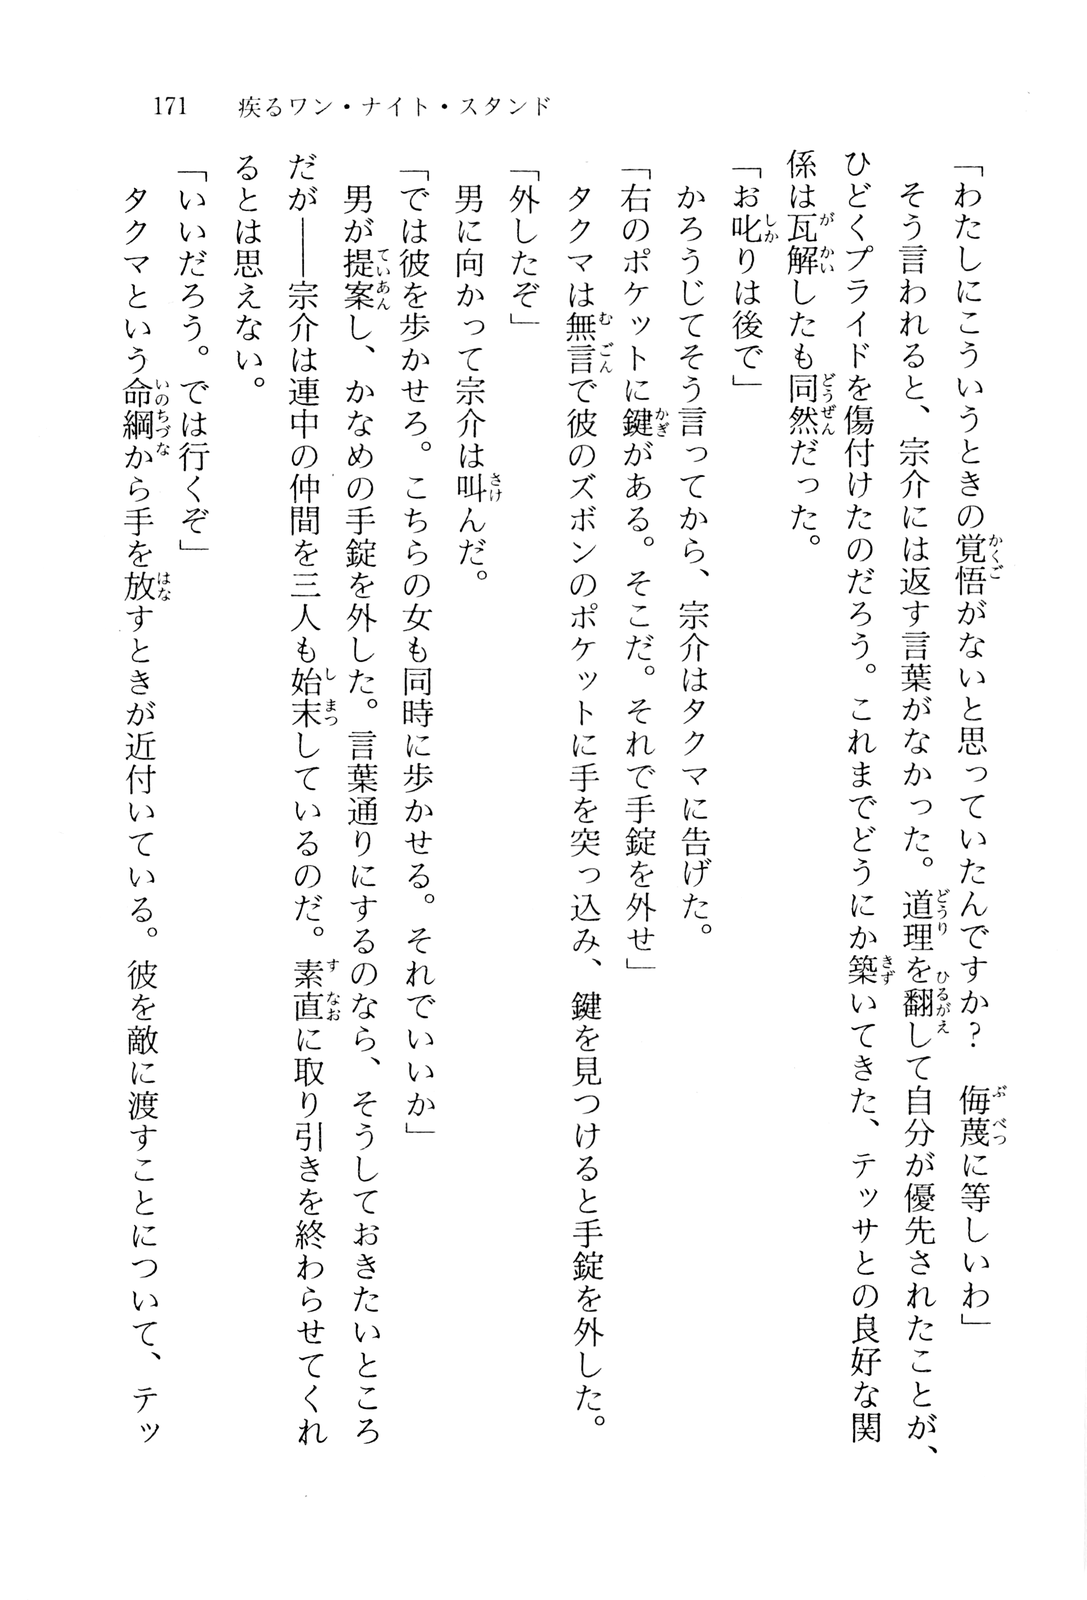 171　疾るワン・ナイト・スタンド
「わたしにこういうときの覚悟がないと思っていたんですか？　侮蔑に等しいわ」
　そう言われると、宗介には返す言葉がなかった。道理を翻して自分が優先されたことが、
ひどくプライドを傷付けたのだろう。これまでどうにか築いてきた、テッサとの良好な関
係は瓦解したも同然だった。
「お叱りは後で」
　かろうじてそう言ってから、宗介はタクマに告げた。
「右のポケットに鍵がある。そこだ。それで手錠を外せ」
　タクマは無言で彼のズボンのポケットに手を突っ込み、鍵を見つけると手錠を外した。
「外したぞ」
　男に向かって宗介は叫んだ。
「では彼を歩かせろ。こちらの女も同時に歩かせる。それでいいか」
　男が提案し、かなめの手錠を外した。言葉通りにするのなら、そうしておきたいところ
だが――宗介は連中の仲間を三人も始末しているのだ。素直に取り引きを終わらせてくれ
るとは思えない。
「いいだろう。では行くぞ」
　タクマという命綱から手を放すときが近付いている。彼を敵に渡すことについて、テッ